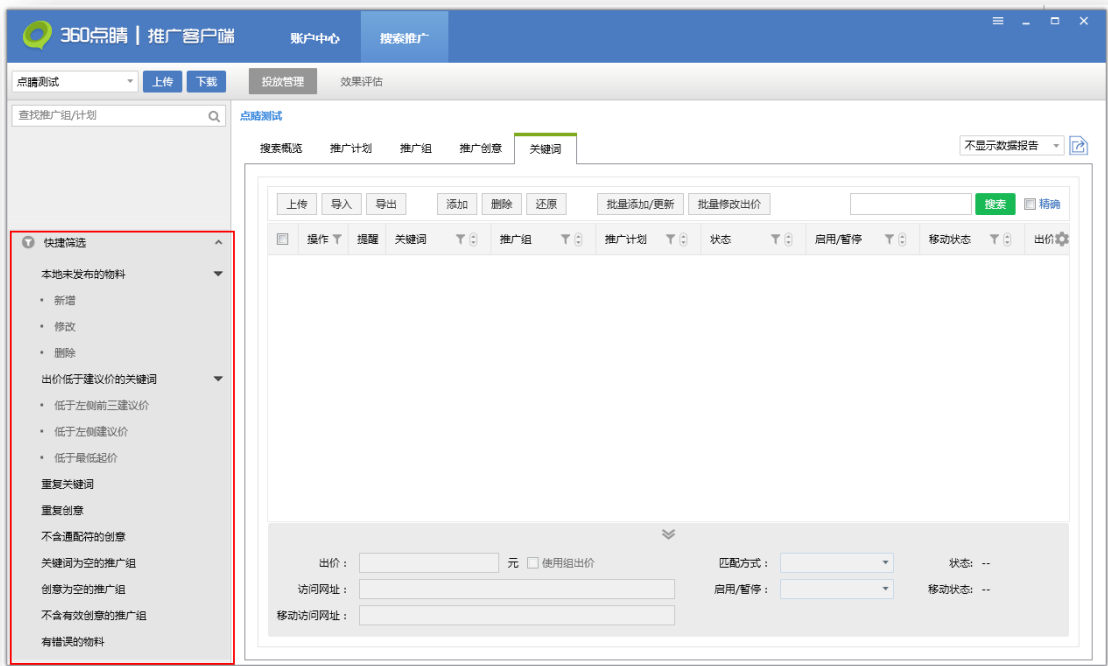 360点睛 | 推广客户端
账户中心 搜索推广
点睛测试 上传 下载 投放管理 效果评估
查找推广组/计划
点睛测试
搜索概览 推广计划 推广组 推广创意 关键词 不显示数据报告
上传 导入 导出 添加 删除 还原 批量添加/更新 批量修改出价 搜索 精确
操作 提醒 关键词 推广组 推广计划 状态 启用/暂停 移动状态 出价
快捷筛选
本地未发布的物料
• 新增
• 修改
• 删除
出价低于建议价的关键词
• 低于左侧前三建议价
• 低于左侧建议价
• 低于最低起价
重复关键词
重复创意
不含通配符的创意
关键词为空的推广组
创意为空的推广组
不含有效创意的推广组
有错误的物料
出价： 元 使用组出价 匹配方式： 状态: --
访问网址： 启用/暂停： 移动状态: --
移动访问网址：